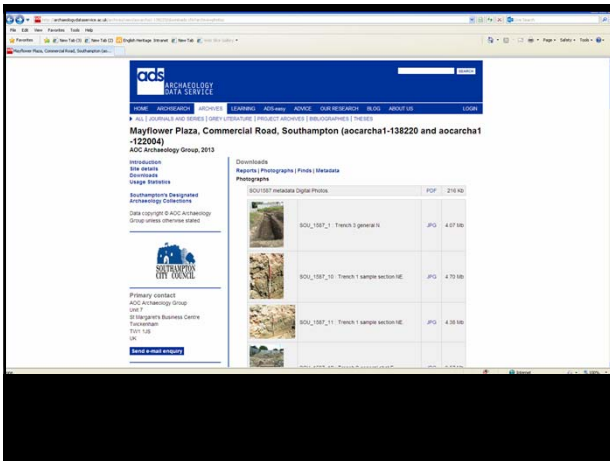 File Edit View Favorites Tools Help
Favorites
Page Safety Tools
Mayflower Plaza, Commercial Road, Southampton (ao...
ads
ARCHAEOLOGY
DATA SERVICE
SEARCH
HOME ARCHSEARCH ARCHIVES LEARNING ADS-easy ADVICE OUR RESEARCH BLOG ABOUT US LOGIN
ALL | JOURNALS AND SERIES | GREY LITERATURE | PROJECT ARCHIVES | BIBLIOGRAPHIES | THESES
Mayflower Plaza, Commercial Road, Southampton (aocarcha1-138220 and aocarcha1
-122004)
AOC Archaeology Group, 2013
Introduction
Site details
Downloads
Usage Statistics
Southampton's Designated
Archaeology Collections
Data copyright © AOC Archaeology
Group unless otherwise stated
SOUTHAMPTON
CITY COUNCIL
Primary contact
AOC Archaeology Group
Unit 7
St Margaret's Business Centre
Twickenham
TW1 1JS
UK
Send e-mail enquiry
Downloads
Reports | Photographs | Finds | Metadata
Photographs
SOU1587 metadata Digital Photos PDF 216 Kb
SOU_1587_1 : Trench 3 general N. JPG 4.07 Mb
SOU_1587_10 : Trench 1 sample section NE. JPG 4.70 Mb
SOU_1587_11 : Trench 1 sample section NE. JPG 4.38 Mb
Internet